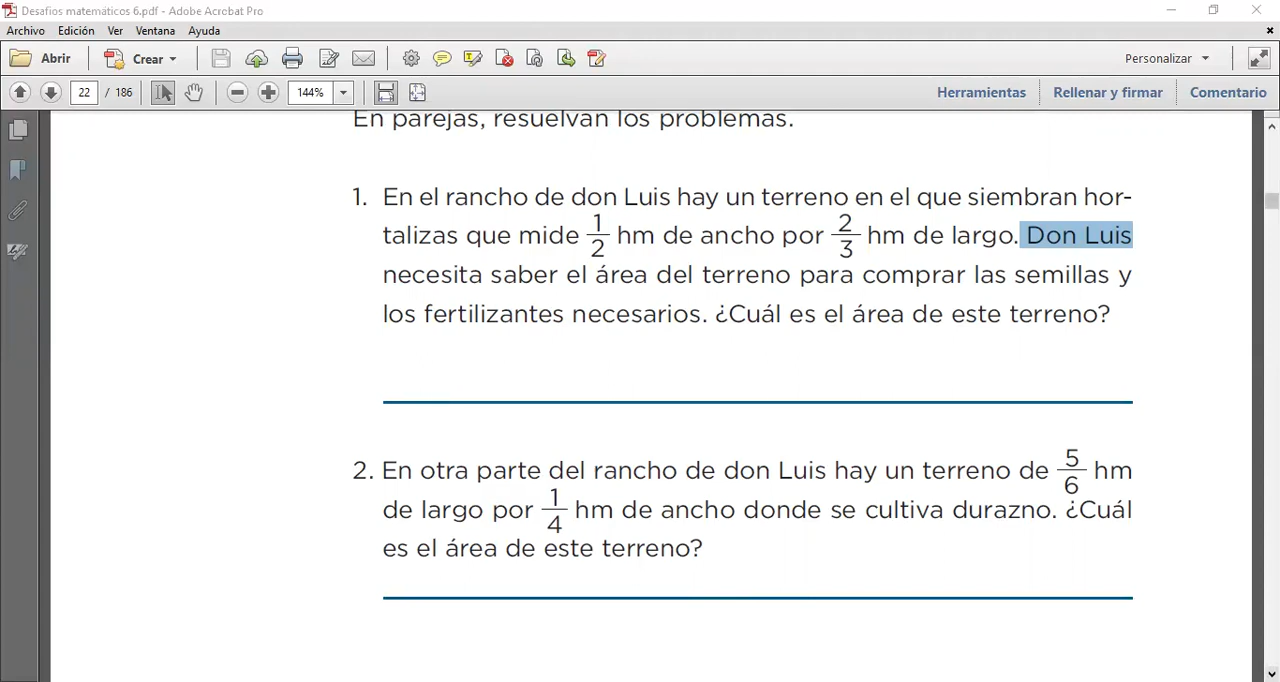 Desafíos matemáticos 6.pdf - Adobe Acrobat Pro
Archivo Edición Ver Ventana Ayuda
Abrir Crear Personalizar
22 / 186 144% Herramientas Rellenar y firmar Comentario
En parejas, resuelvan los problemas.
1. En el rancho de don Luis hay un terreno en el que siembran hor-
talizas que mide 1/2 hm de ancho por 2/3 hm de largo. Don Luis
necesita saber el área del terreno para comprar las semillas y
los fertilizantes necesarios. ¿Cuál es el área de este terreno?
2. En otra parte del rancho de don Luis hay un terreno de 5/6 hm
de largo por 1/4 hm de ancho donde se cultiva durazno. ¿Cuál
es el área de este terreno?